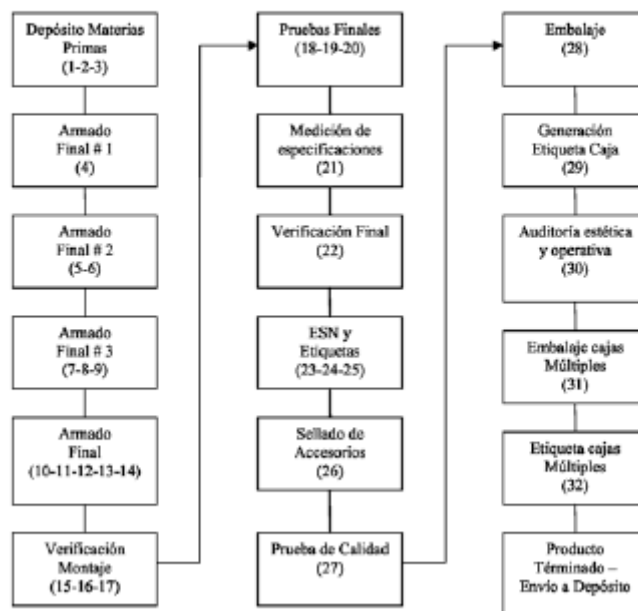 Depósito Materias
Primas
(1-2-3)
Armado
Final # 1
(4)
Armado
Final # 2
(5-6)
Armado
Final # 3
(7-8-9)
Armado
Final
(10-11-12-13-14)
Verificación
Montaje
(15-16-17)
Pruebas Finales
(18-19-20)
Medición de
especificaciones
(21)
Verificación Final
(22)
ESN y
Etiquetas
(23-24-25)
Sellado de
Accesorios
(26)
Prueba de Calidad
(27)
Embalaje
(28)
Generación
Etiqueta Caja
(29)
Auditoría estética
y operativa
(30)
Embalaje cajas
Múltiples
(31)
Etiqueta cajas
Múltiples
(32)
Producto
Términado –
Envío a Depósito